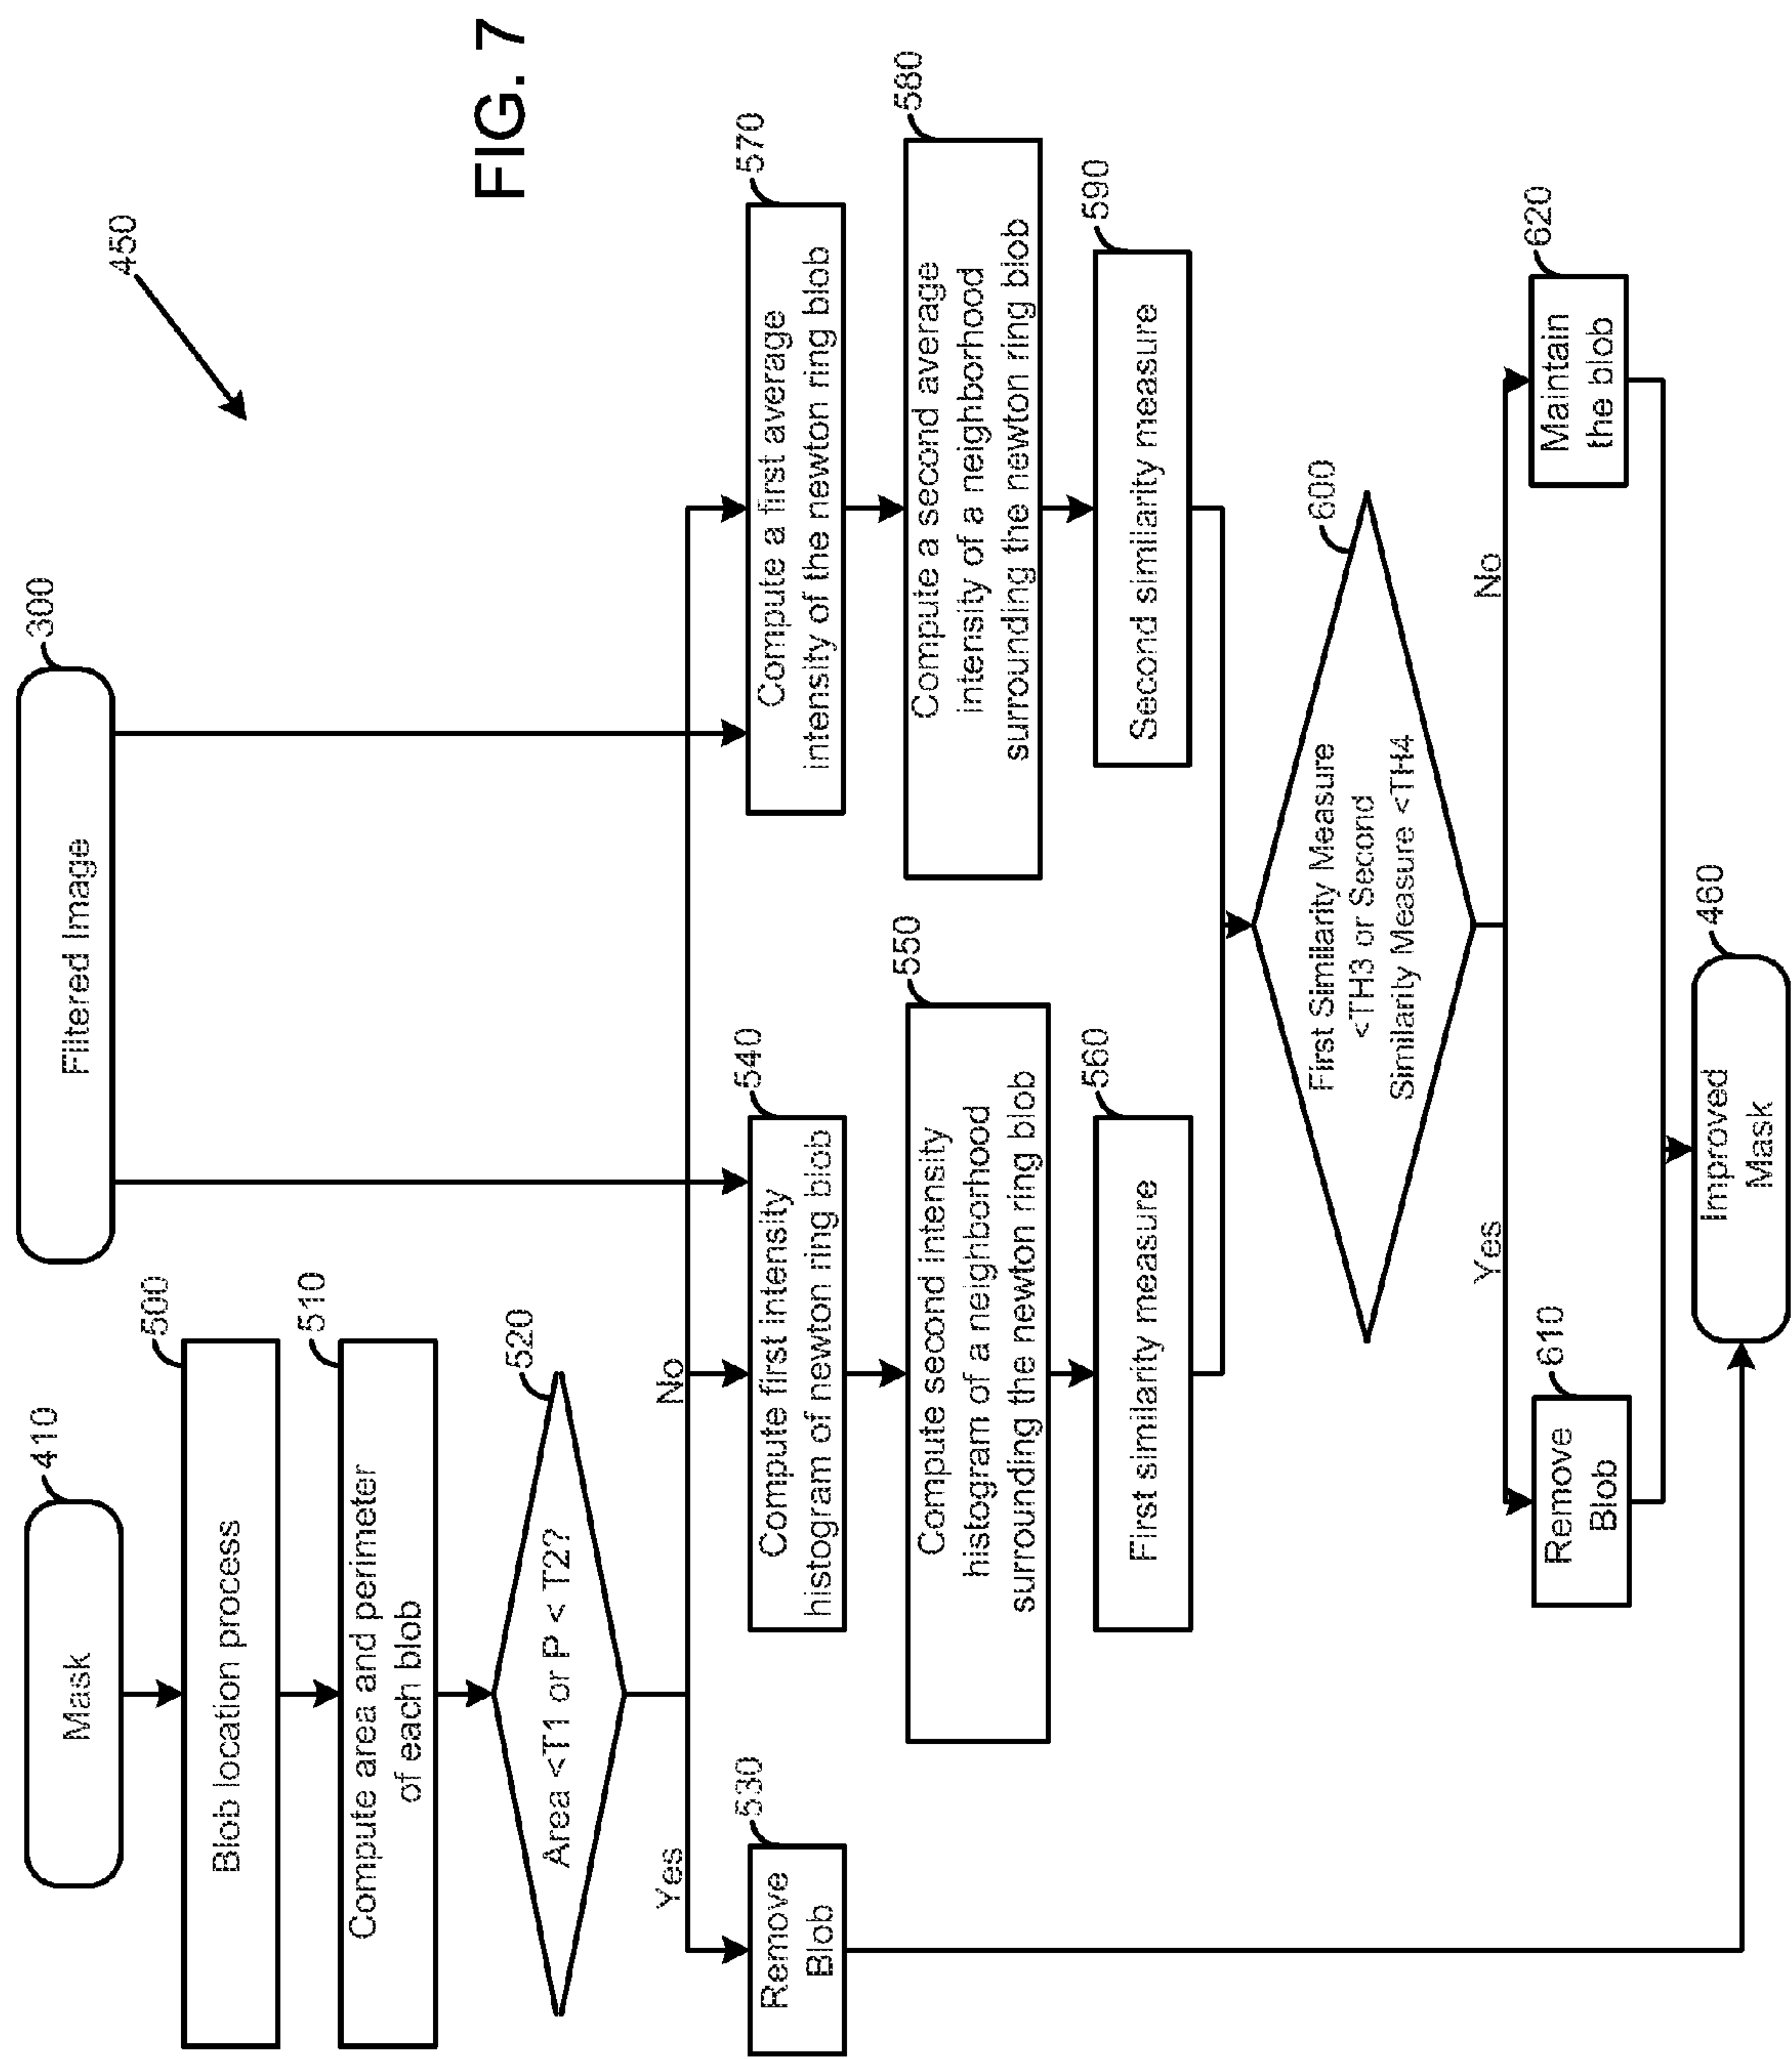 FIG. 7
450
300
Filtered Image
410
Mask
500
Blob location process
510
Compute area and perimeter
of each blob
520
Area <T1 or P < T2?
Yes
No
530
Remove
Blob
540
Compute first intensity
histogram of newton ring blob
550
Compute second intensity
histogram of a neighborhood
surrounding the newton ring blob
560
First similarity measure
570
Compute a first average
intensity of the newton ring blob
580
Compute a second average
intensity of a neighborhood
surrounding the newton ring blob
590
Second similarity measure
600
First Similarity Measure
<TH3 or Second
Similarity Measure <TH4
Yes
No
610
Remove
Blob
620
Maintain
the blob
460
Improved
Mask